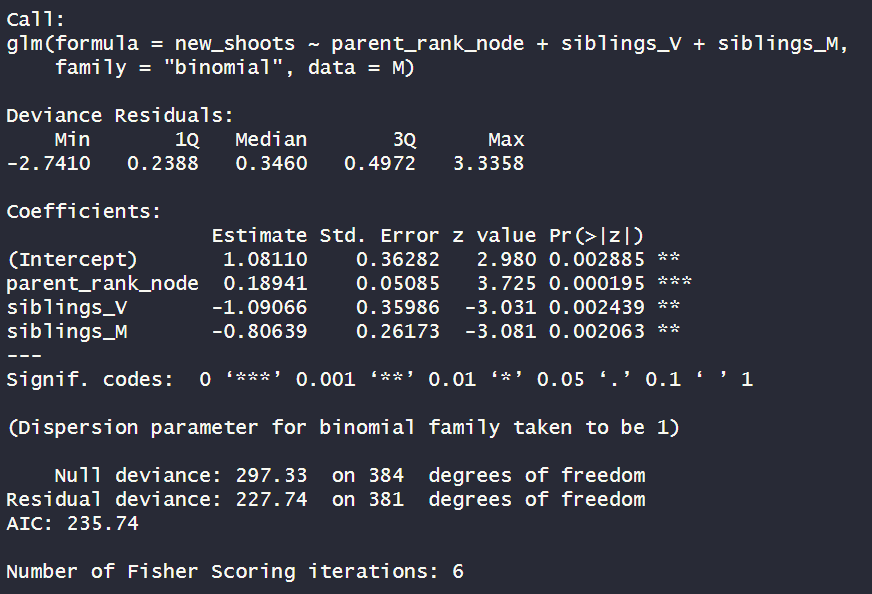 Call:
glm(formula = new_shoots ~ parent_rank_node + siblings_V + siblings_M,
    family = "binomial", data = M)

Deviance Residuals:
    Min       1Q   Median       3Q      Max
-2.7410   0.2388   0.3460   0.4972   3.3358

Coefficients:
                 Estimate Std. Error z value Pr(>|z|)
(Intercept)       1.08110    0.36282   2.980 0.002885 **
parent_rank_node  0.18941    0.05085   3.725 0.000195 ***
siblings_V       -1.09066    0.35986  -3.031 0.002439 **
siblings_M       -0.80639    0.26173  -3.081 0.002063 **
---
Signif. codes:  0 ‘***’ 0.001 ‘**’ 0.01 ‘*’ 0.05 ‘.’ 0.1 ‘ ’ 1

(Dispersion parameter for binomial family taken to be 1)

    Null deviance: 297.33  on 384  degrees of freedom
Residual deviance: 227.74  on 381  degrees of freedom
AIC: 235.74

Number of Fisher Scoring iterations: 6